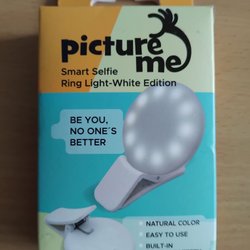 picture
me
Smart Selfie
Ring Light-White Edition
BE YOU,
NO ONE´S
BETTER
NATURAL COLOR
EASY TO USE
BUILT-IN